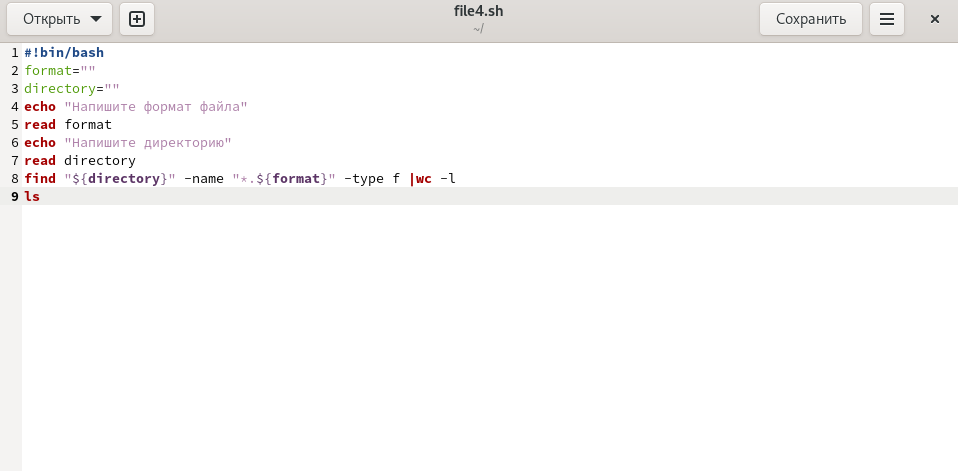 Открыть
file4.sh
~/
Сохранить
1 #!bin/bash
2 format=""
3 directory=""
4 echo "Напишите формат файла"
5 read format
6 echo "Напишите директорию"
7 read directory
8 find "${directory}" -name "*.${format}" -type f |wc -l
9 ls